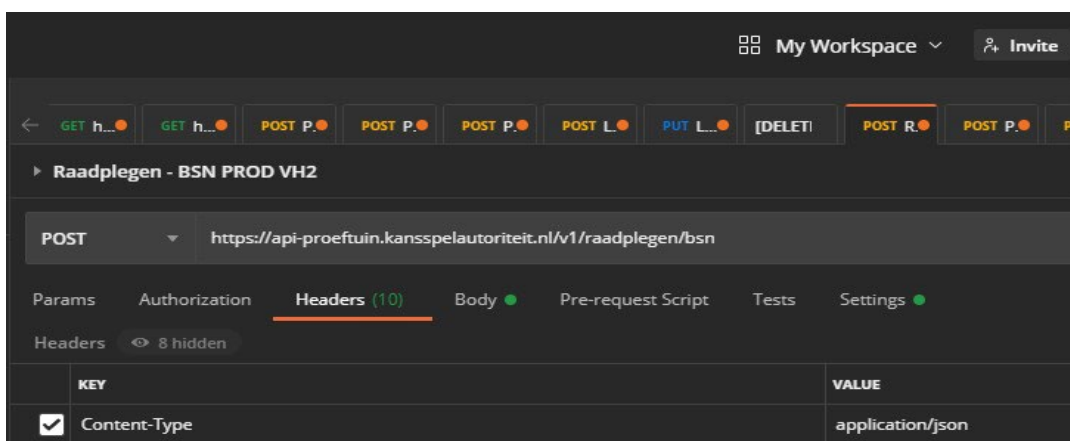 My Workspace Invite
GET h... GET h... POST P. POST P. POST P. POST L. PUT L... [DELETI POST R. POST P. P
Raadplegen - BSN PROD VH2
POST https://api-proeftuin.kansspelautoriteit.nl/v1/raadplegen/bsn
Params Authorization Headers (10) Body Pre-request Script Tests Settings
Headers 8 hidden
KEY VALUE
Content-Type application/json